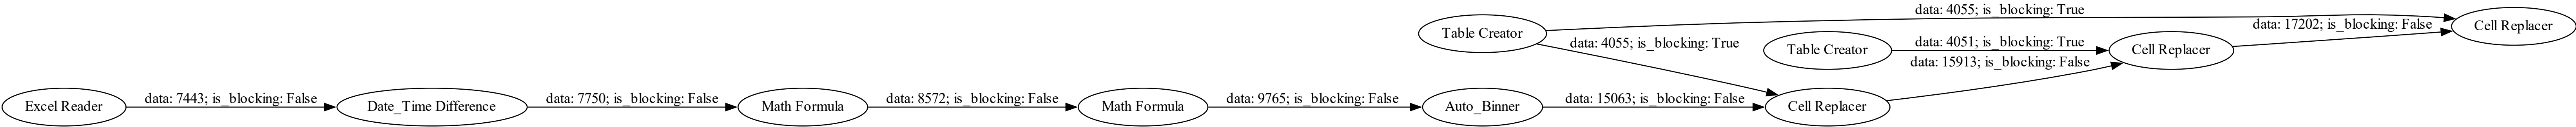 Excel Reader
data: 7443; is_blocking: False
Date_Time Difference
data: 7750; is_blocking: False
Math Formula
data: 8572; is_blocking: False
Math Formula
data: 9765; is_blocking: False
Auto_Binner
data: 15063; is_blocking: False
Table Creator
data: 4055; is_blocking: True
data: 4055; is_blocking: True
Cell Replacer
Table Creator
data: 4051; is_blocking: True
data: 15913; is_blocking: False
Cell Replacer
data: 17202; is_blocking: False
Cell Replacer